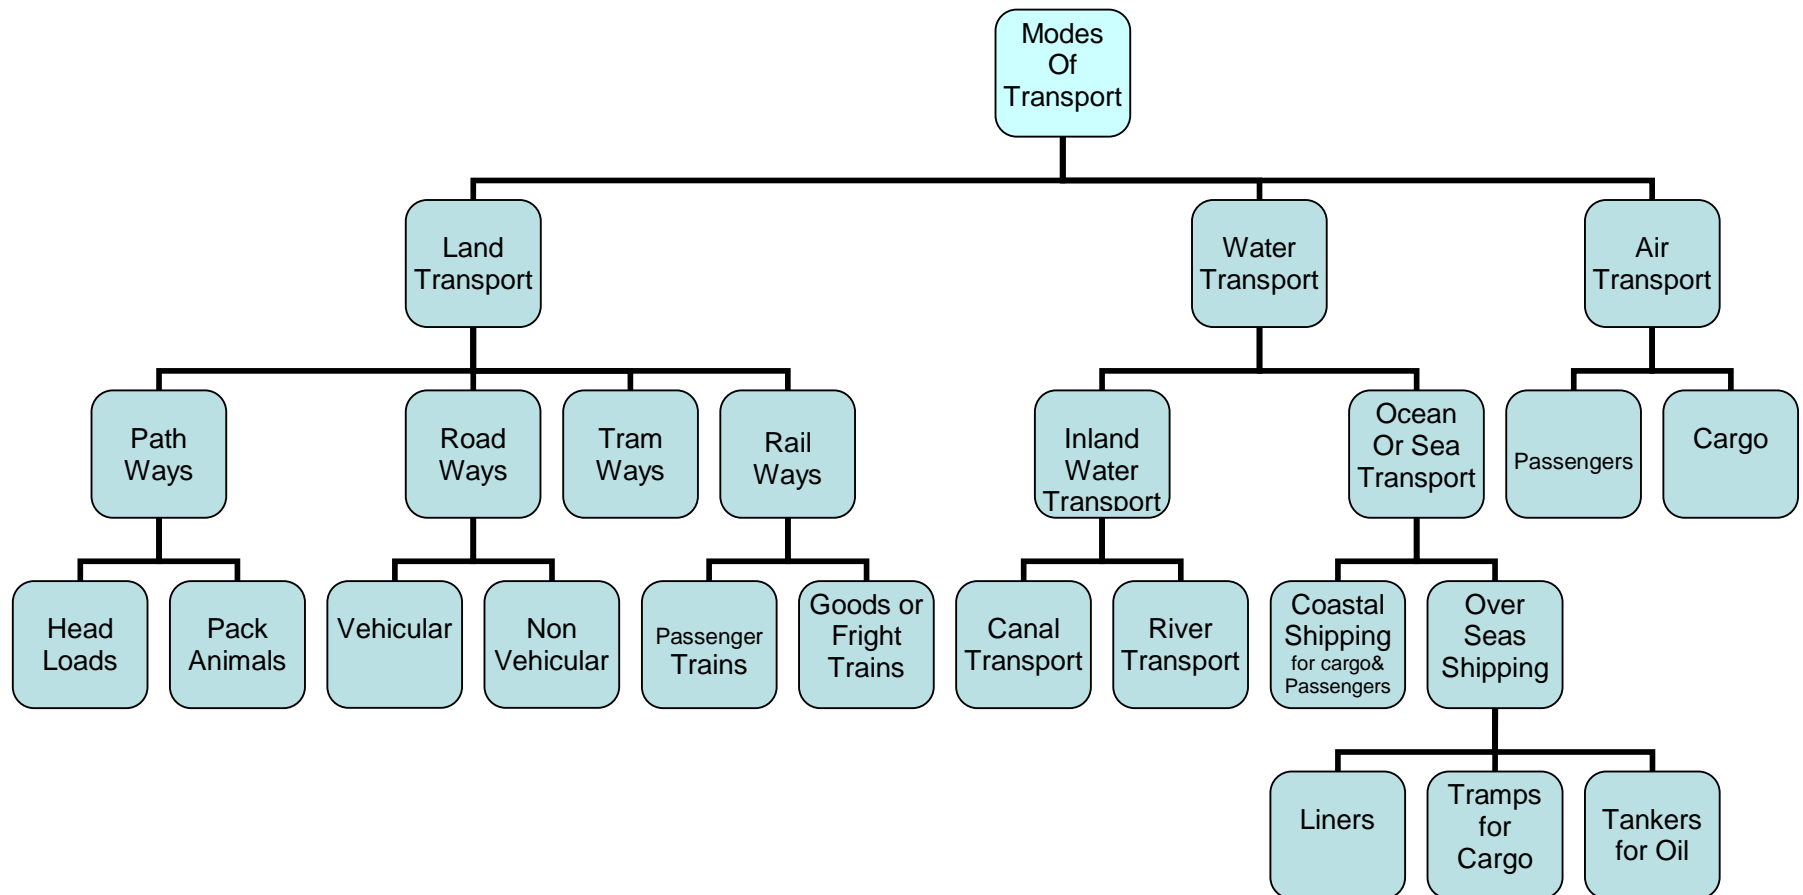 Modes
Of
Transport
Land
Transport
Water
Transport
Air
Transport
Path
Ways
Road
Ways
Tram
Ways
Rail
Ways
Inland
Water
Transport
Ocean
Or Sea
Transport
Passengers
Cargo
Head
Loads
Pack
Animals
Vehicular
Non
Vehicular
Passenger
Trains
Goods or
Fright
Trains
Canal
Transport
River
Transport
Coastal
Shipping
for cargo&
Passengers
Over
Seas
Shipping
Liners
Tramps
for
Cargo
Tankers
for Oil